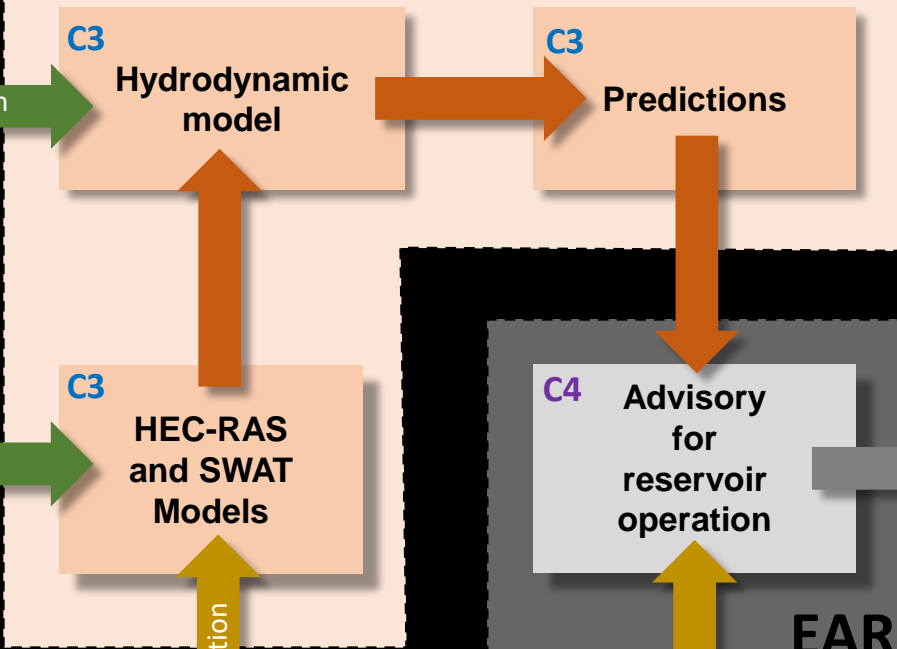 C3
Hydrodynamic
model
C3
Predictions
C3
HEC-RAS
and SWAT
Models
C4
Advisory
for
reservoir
operation